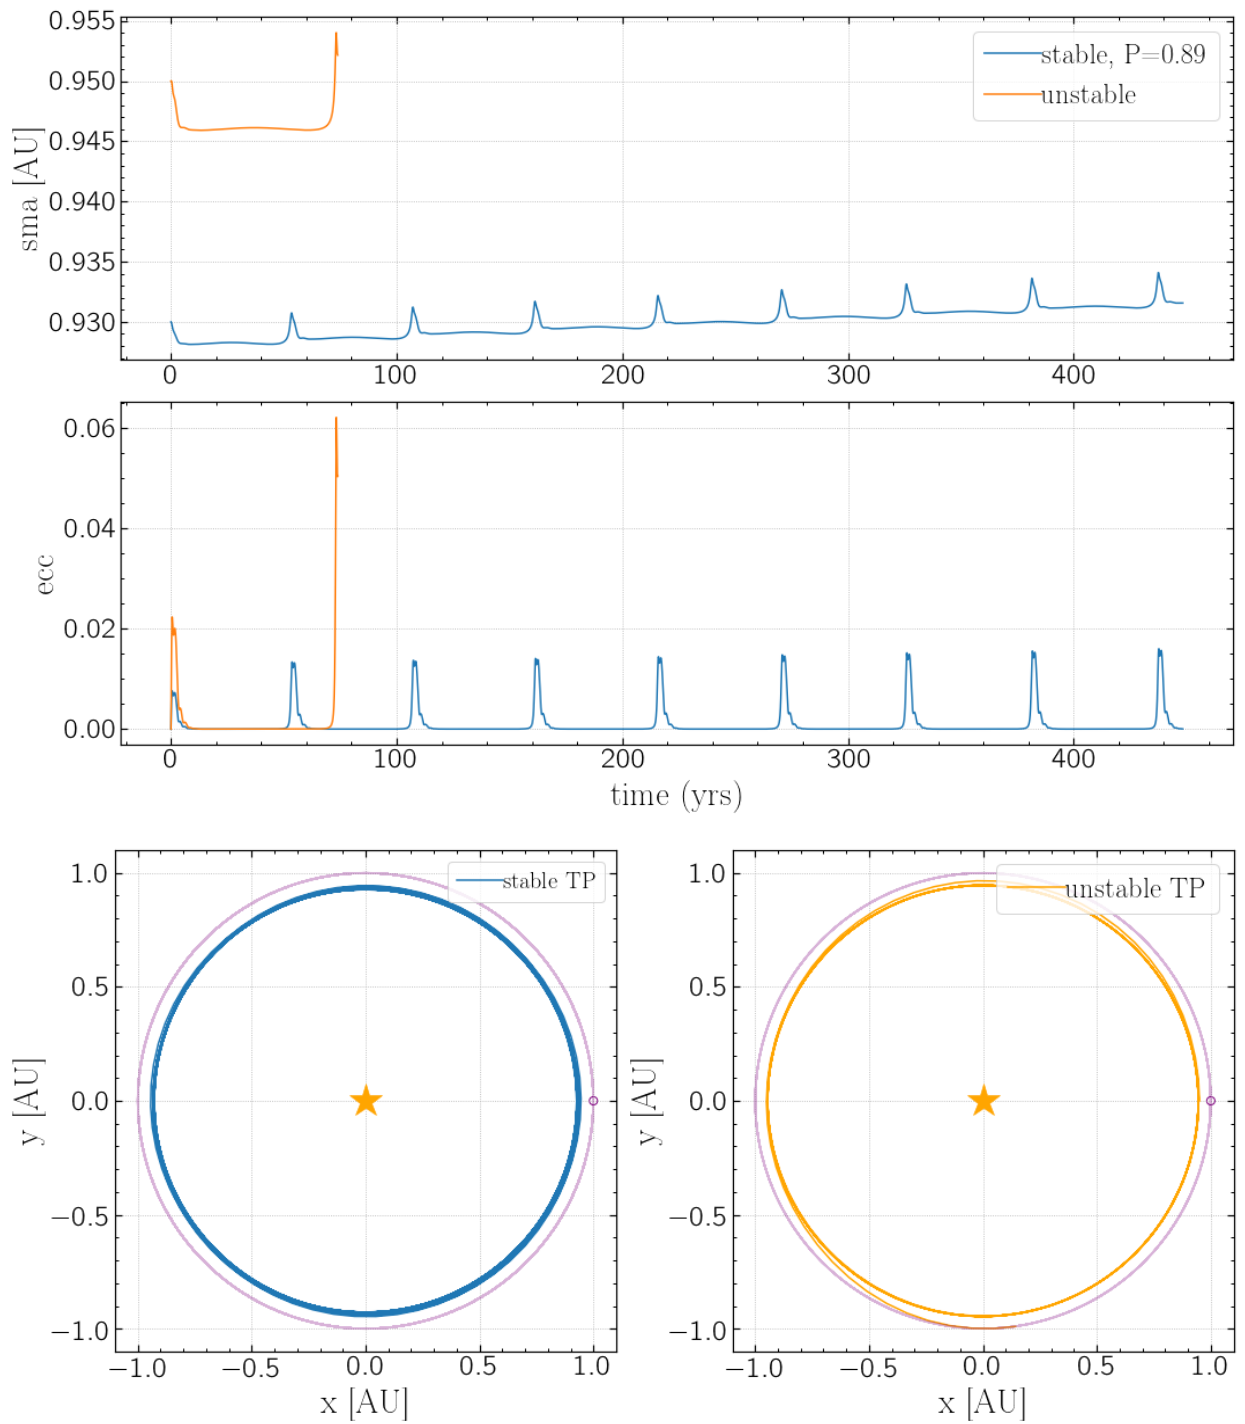 0.955
0.950
0.945
0.940
0.935
0.930
sma [AU]
stable, P=0.89
unstable
0 100 200 300 400
0.06
0.04
0.02
0.00
ecc
0 100 200 300 400
time (yrs)
1.0
0.5
0.0
−0.5
−1.0
y [AU]
stable TP
−1.0 −0.5 0.0 0.5 1.0
x [AU]
1.0
0.5
0.0
−0.5
−1.0
y [AU]
unstable TP
−1.0 −0.5 0.0 0.5 1.0
x [AU]